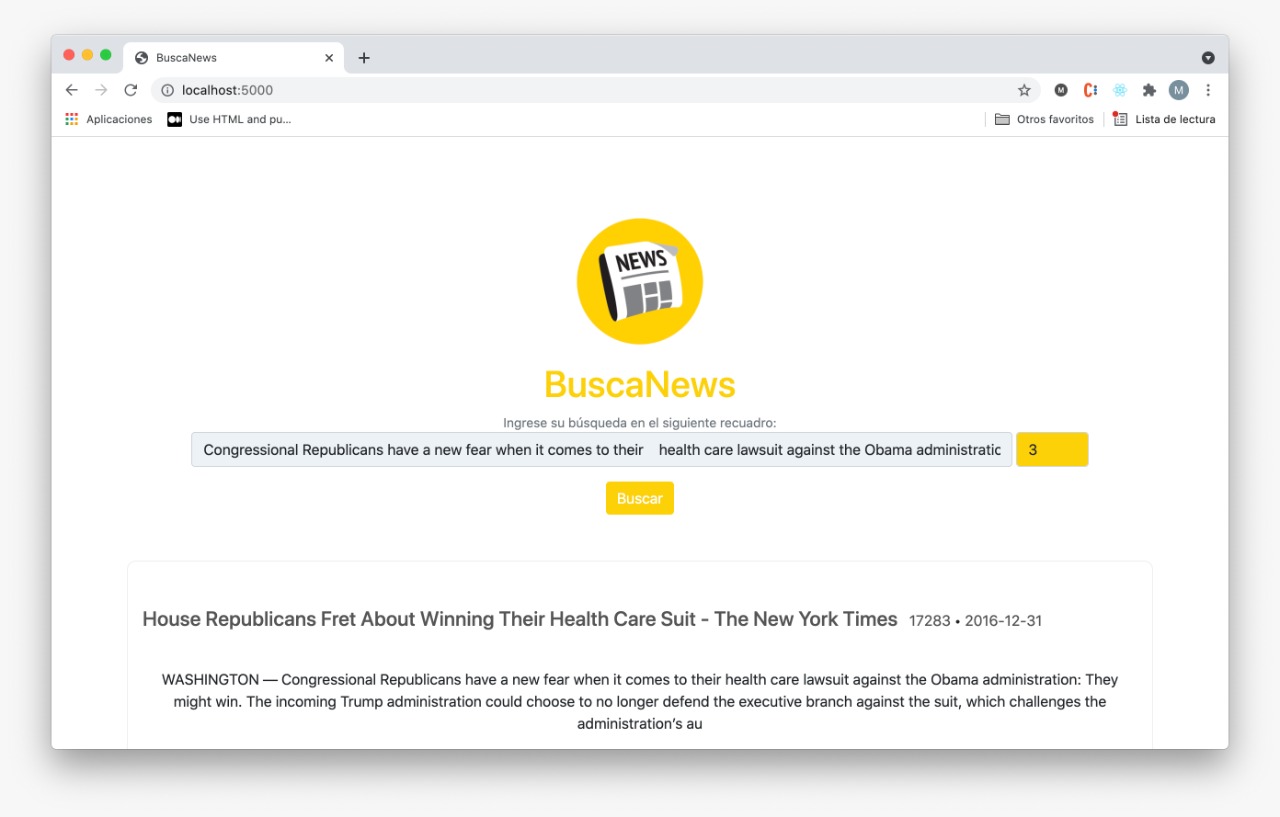 BuscaNews
localhost:5000
M
M
Aplicaciones
Use HTML and pu...
Otros favoritos
Lista de lectura
NEWS
BuscaNews
Ingrese su búsqueda en el siguiente recuadro:
Congressional Republicans have a new fear when it comes to their health care lawsuit against the Obama administratic
3
Buscar
House Republicans Fret About Winning Their Health Care Suit - The New York Times 17283 • 2016-12-31
WASHINGTON — Congressional Republicans have a new fear when it comes to their health care lawsuit against the Obama administration: They
might win. The incoming Trump administration could choose to no longer defend the executive branch against the suit, which challenges the
administration’s au